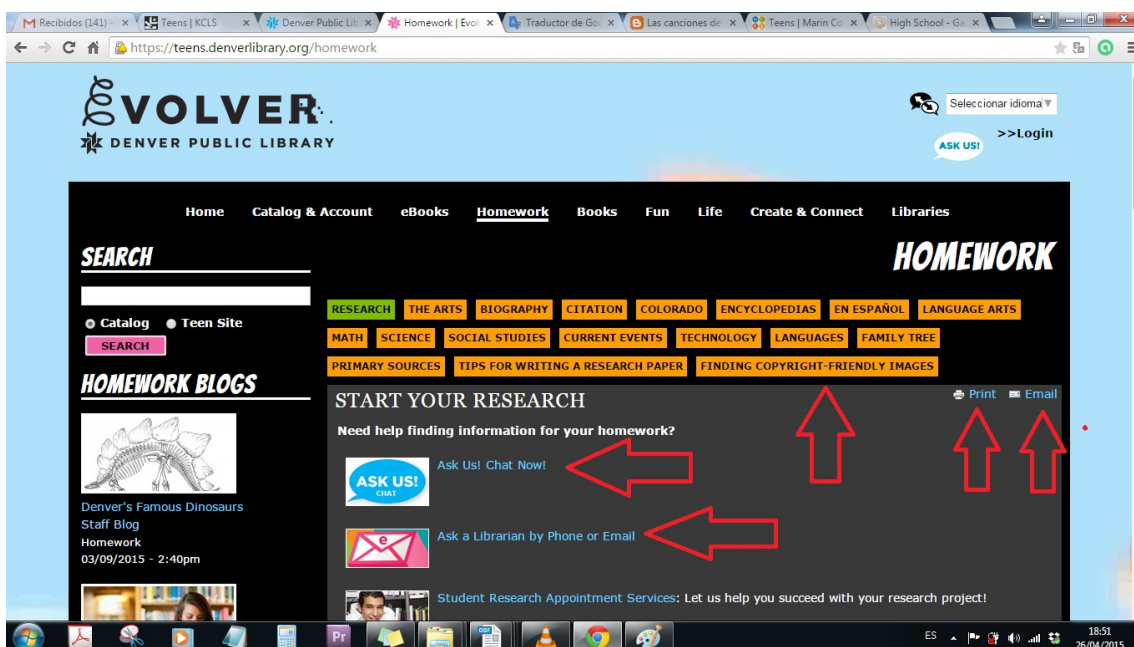 Recibidos (141) -
Teens | KCLS
Denver Public Lib
Homework | Evol
Traductor de Go
Las canciones de
Teens | Marin Co
High School - Ga
https://teens.denverlibrary.org/homework
EVOLVER
DENVER PUBLIC LIBRARY
Seleccionar idioma
ASK US!
>>Login
Home Catalog & Account eBooks Homework Books Fun Life Create & Connect Libraries
SEARCH
HOMEWORK
Catalog Teen Site
SEARCH
RESEARCH THE ARTS BIOGRAPHY CITATION COLORADO ENCYCLOPEDIAS EN ESPAÑOL LANGUAGE ARTS
MATH SCIENCE SOCIAL STUDIES CURRENT EVENTS TECHNOLOGY LANGUAGES FAMILY TREE
PRIMARY SOURCES TIPS FOR WRITING A RESEARCH PAPER FINDING COPYRIGHT-FRIENDLY IMAGES
HOMEWORK BLOGS
START YOUR RESEARCH
Print Email
Need help finding information for your homework?
ASK US!
CHAT
Ask Us! Chat Now!
Denver's Famous Dinosaurs
Staff Blog
Homework
03/09/2015 - 2:40pm
e
Ask a Librarian by Phone or Email
Student Research Appointment Services: Let us help you succeed with your research project!
Pr
ODF
ES
18:51
26/04/2015